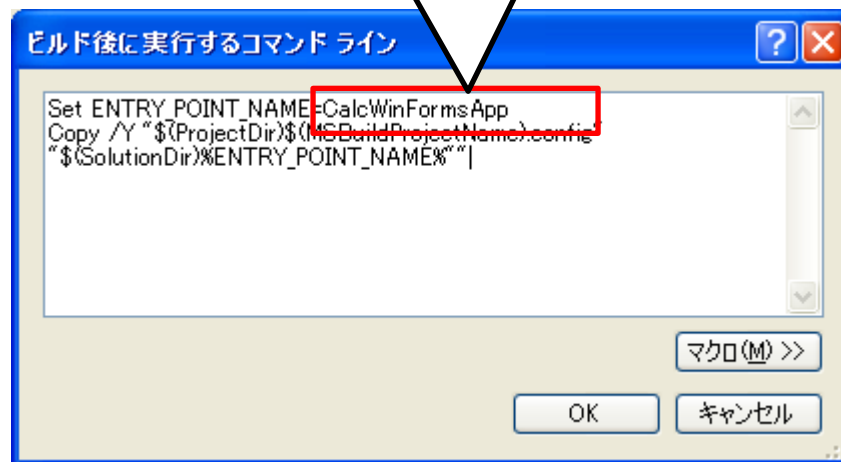 ビルド後に実行するコマンド ライン
Set ENTRY_POINT_NAME=CalcWinFormsApp
Copy /Y "$(ProjectDir)$(MSBuildProjectName).config"
"$(SolutionDir)%ENTRY_POINT_NAME%""
マクロ(M) >>
OK
キャンセル